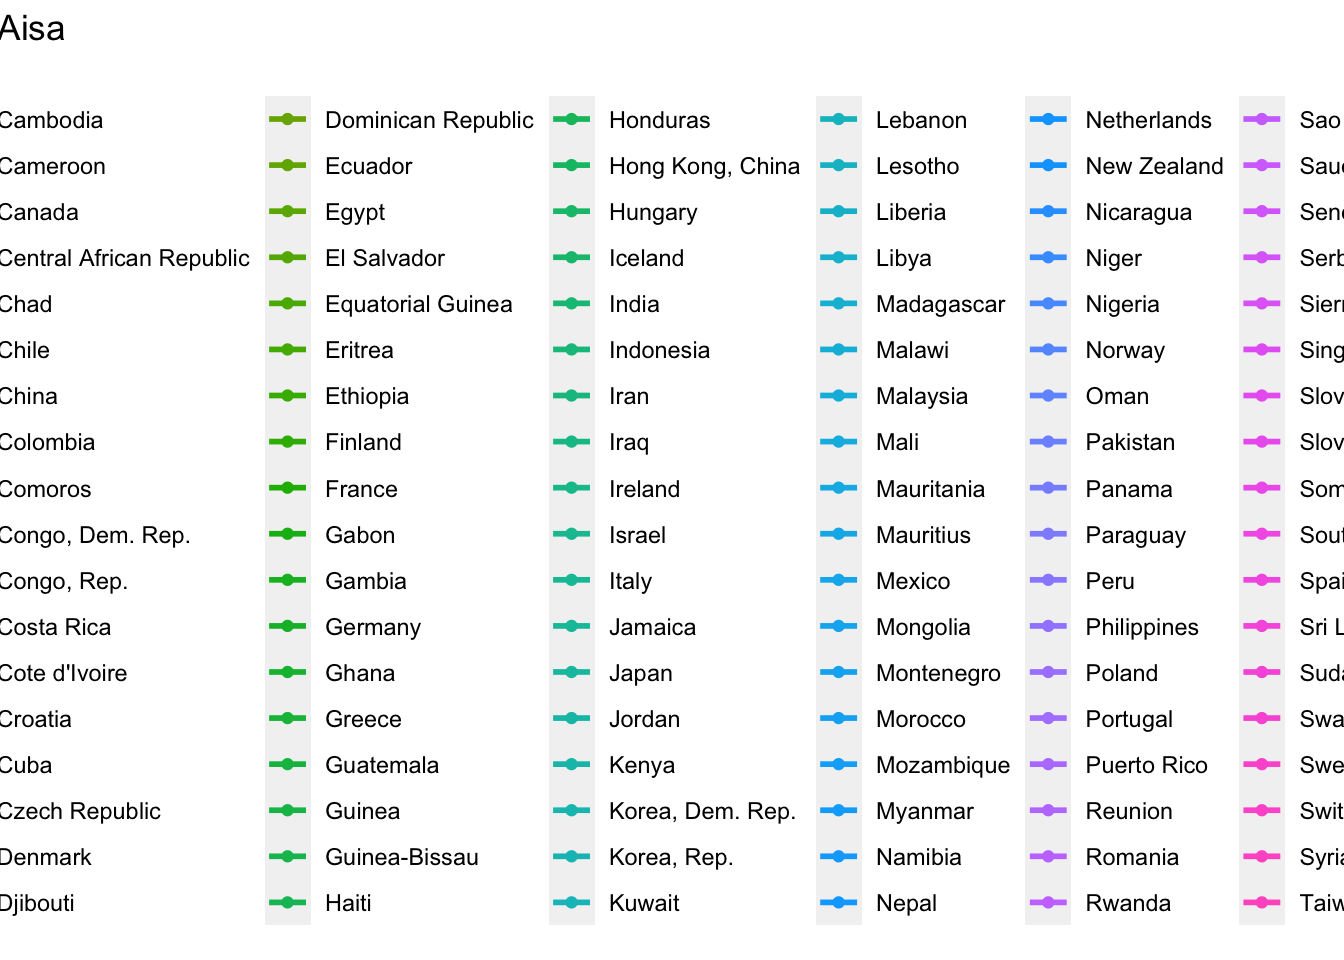 Aisa
Cambodia
Cameroon
Canada
Central African Republic
Chad
Chile
China
Colombia
Comoros
Congo, Dem. Rep.
Congo, Rep.
Costa Rica
Cote d'Ivoire
Croatia
Cuba
Czech Republic
Denmark
Djibouti
Dominican Republic
Ecuador
Egypt
El Salvador
Equatorial Guinea
Eritrea
Ethiopia
Finland
France
Gabon
Gambia
Germany
Ghana
Greece
Guatemala
Guinea
Guinea-Bissau
Haiti
Honduras
Hong Kong, China
Hungary
Iceland
India
Indonesia
Iran
Iraq
Ireland
Israel
Italy
Jamaica
Japan
Jordan
Kenya
Korea, Dem. Rep.
Korea, Rep.
Kuwait
Lebanon
Lesotho
Liberia
Libya
Madagascar
Malawi
Malaysia
Mali
Mauritania
Mauritius
Mexico
Mongolia
Montenegro
Morocco
Mozambique
Myanmar
Namibia
Nepal
Netherlands
New Zealand
Nicaragua
Niger
Nigeria
Norway
Oman
Pakistan
Panama
Paraguay
Peru
Philippines
Poland
Portugal
Puerto Rico
Reunion
Romania
Rwanda
Sao
Sau
Sen
Serb
Sier
Sing
Slov
Slov
Som
Sout
Spai
Sri L
Suda
Swa
Swe
Swit
Syria
Taiw